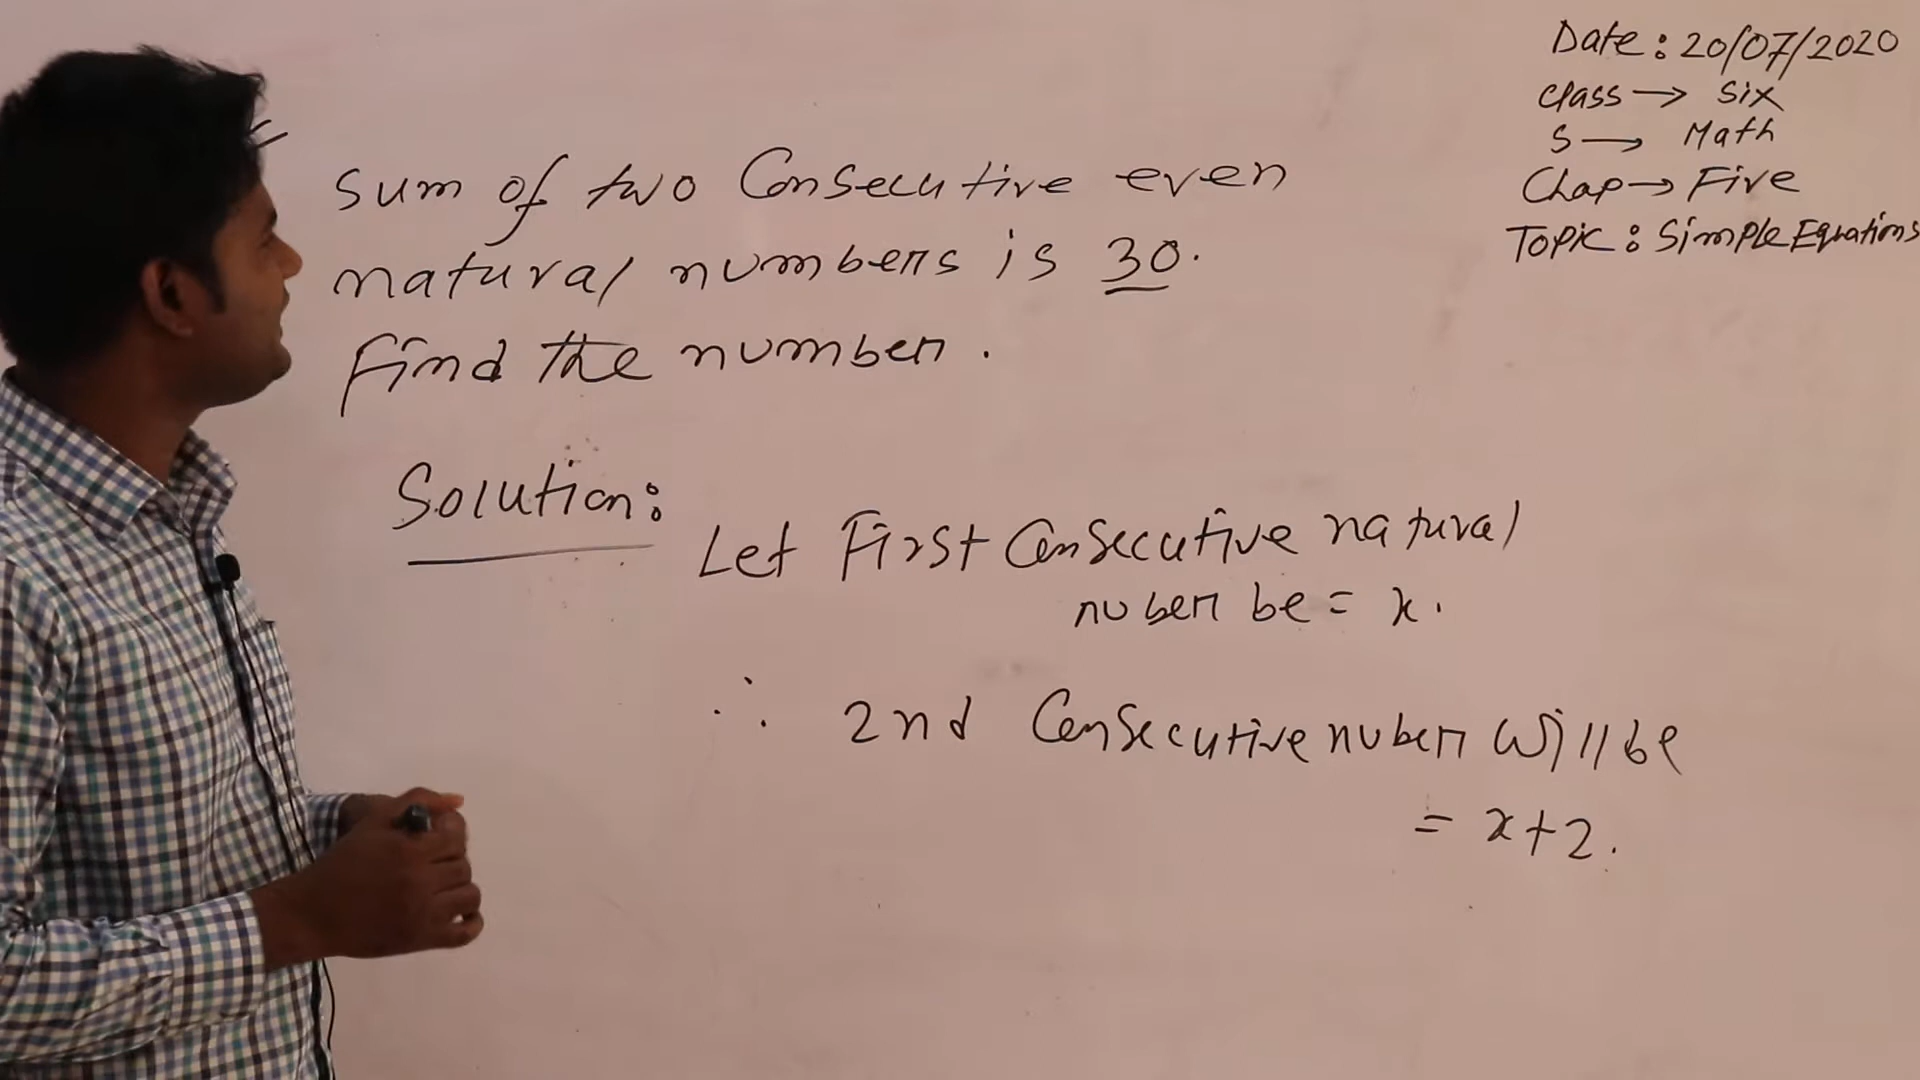 Date: 20/07/2020
Class → Six
S → Math
Chap → Five
Topic: Simple Equations
Sum of two Consecutive even
natural numbers is 30.
Find the number.
Solution:
Let First Consecutive natural
nuber be = x.
∴ 2nd Consecutive nuber will be
= x+2.